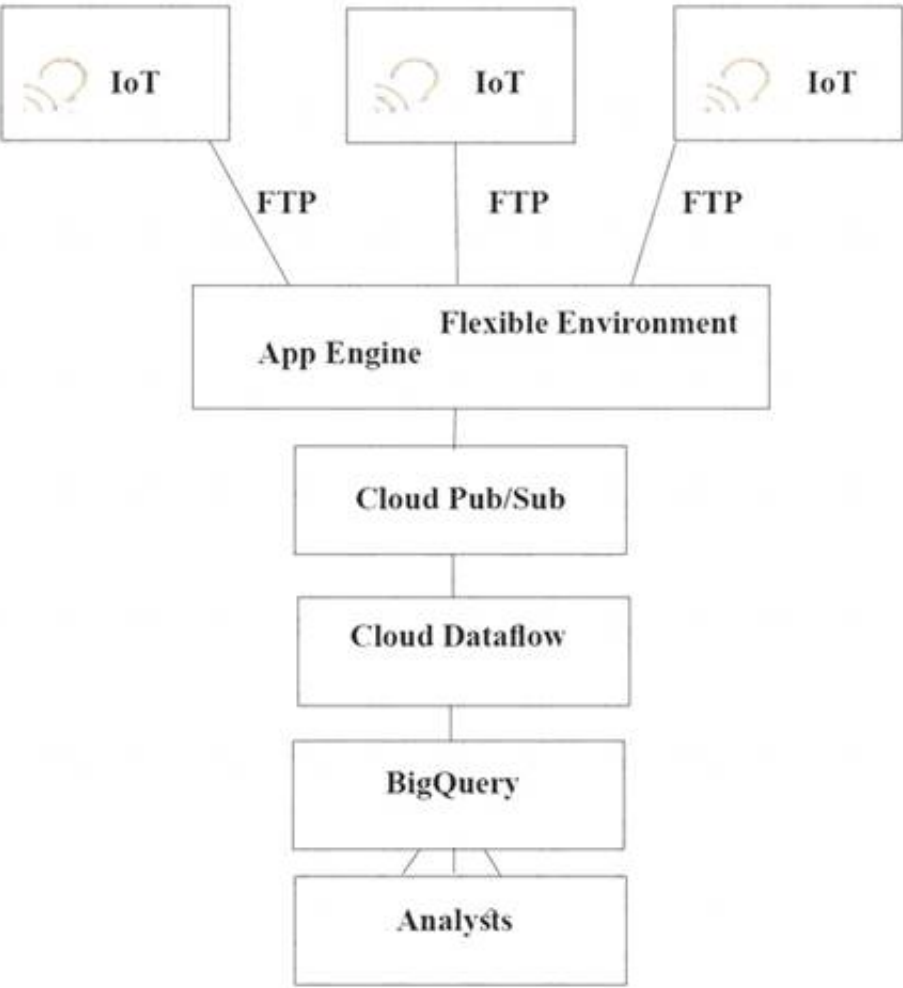 IoT
IoT
IoT
FTP
FTP
FTP
Flexible Environment
App Engine
Cloud Pub/Sub
Cloud Dataflow
BigQuery
Analysts